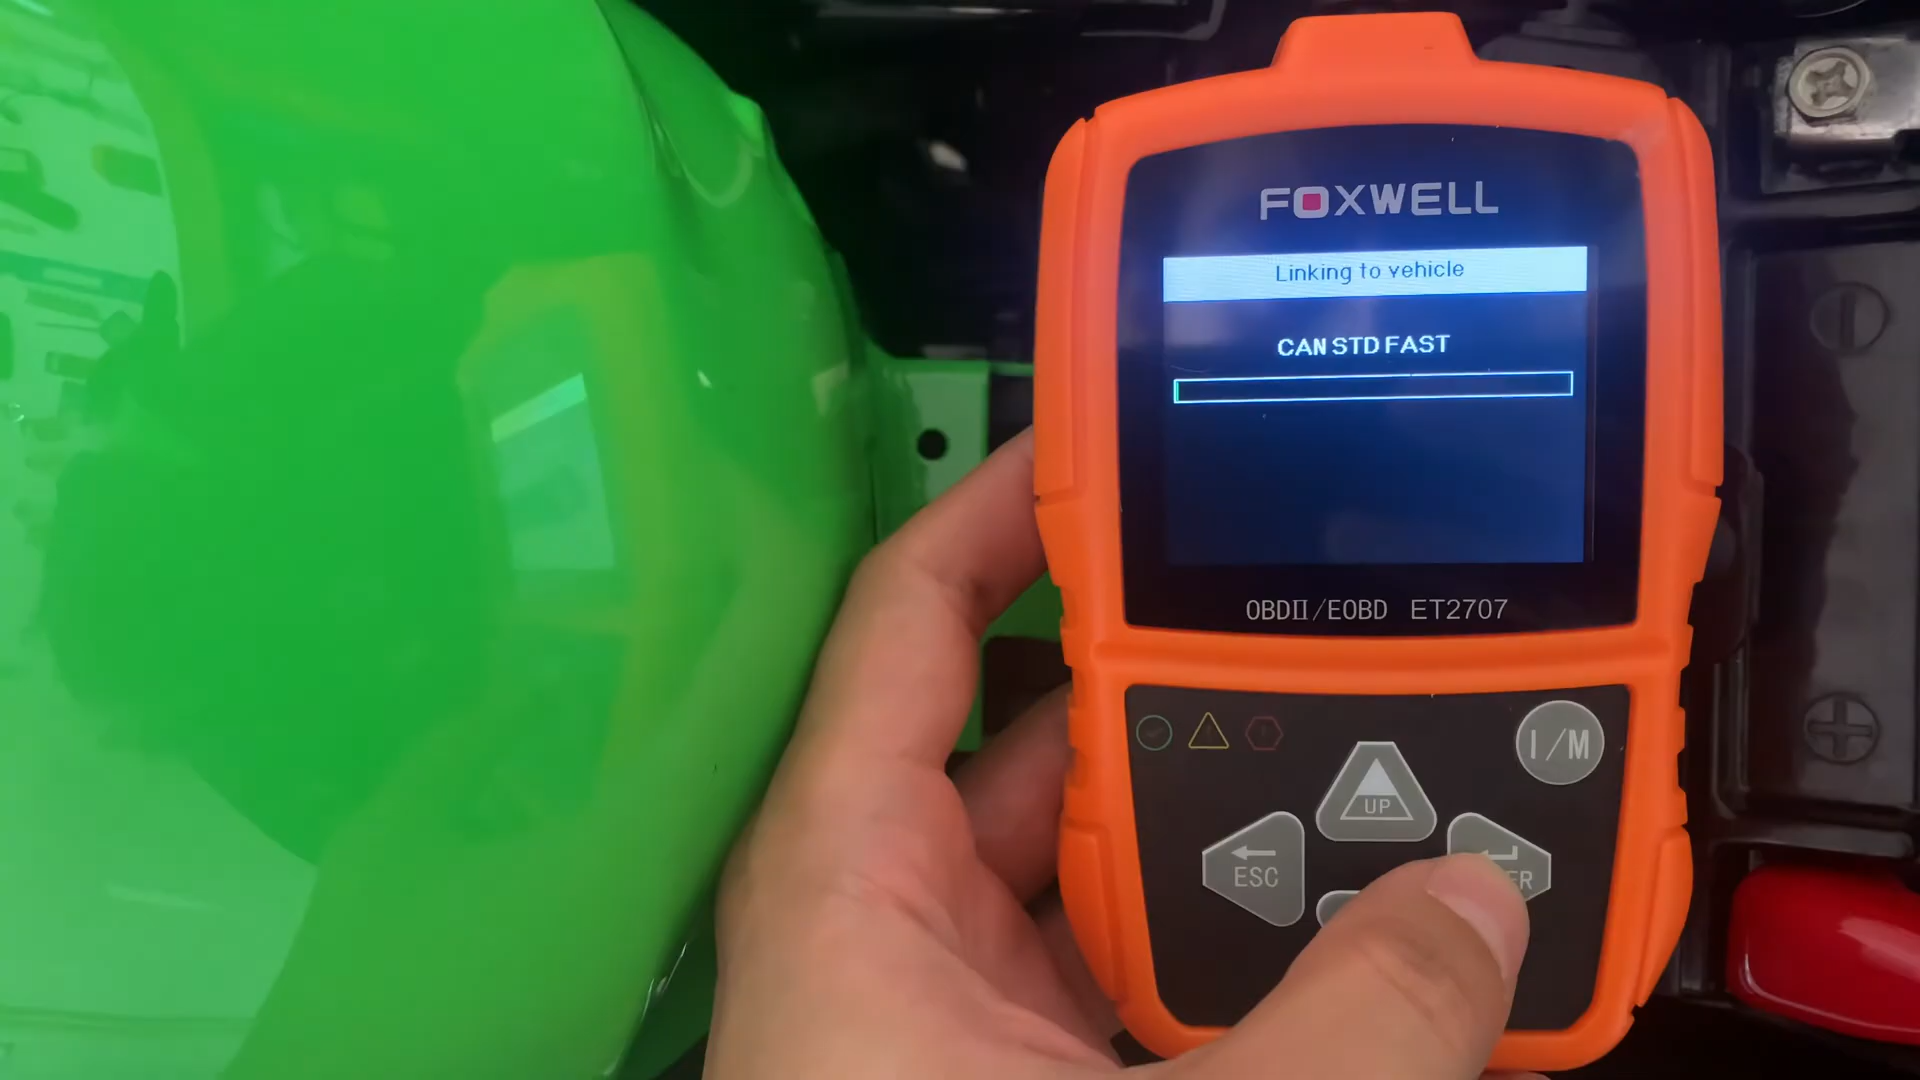 FOXWELL
Linking to vehicle
CAN STD FAST
OBDII/EOBD ET2707
I/M
UP
ESC